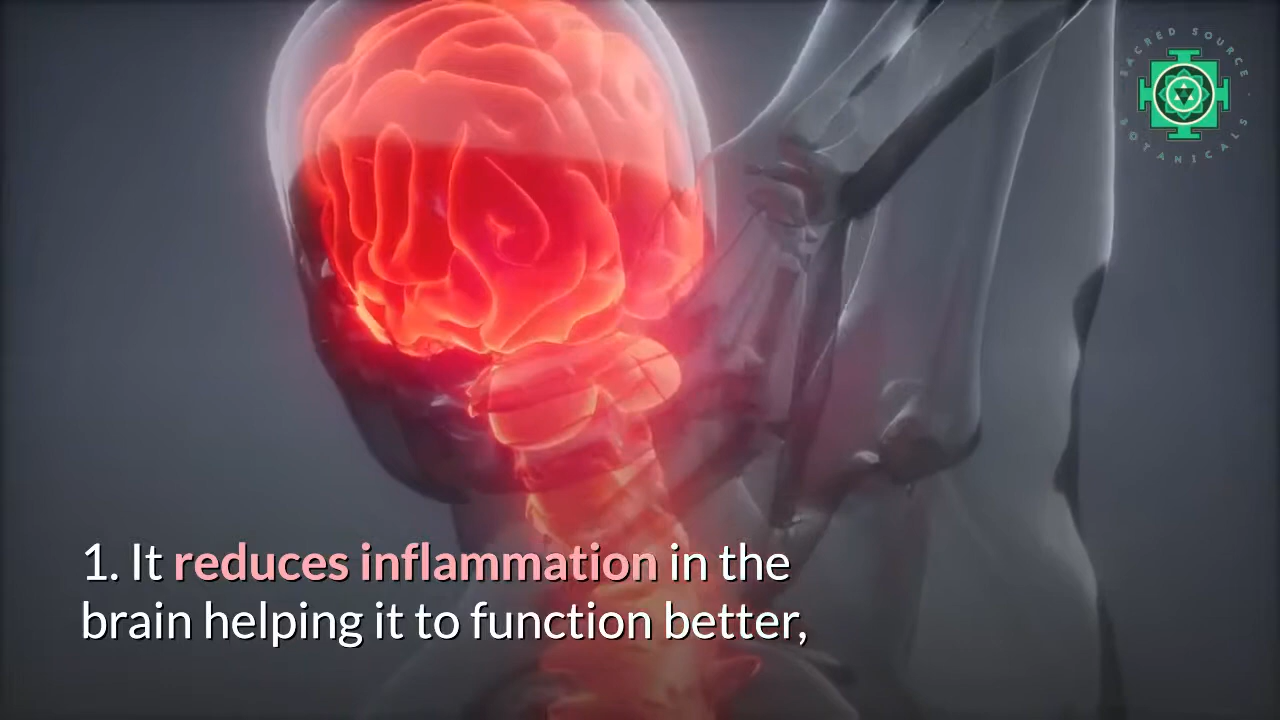 SACRED SOURCE · BOTANICALS ·
1. It reduces inflammation in the
brain helping it to function better,